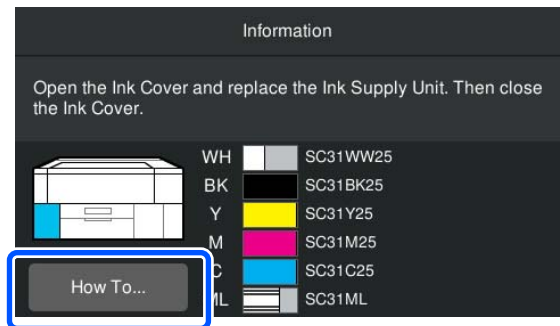 Information
Open the Ink Cover and replace the Ink Supply Unit. Then close
the Ink Cover.
WH SC31WW25
BK SC31BK25
Y SC31Y25
M SC31M25
C SC31C25
ML SC31ML
How To...